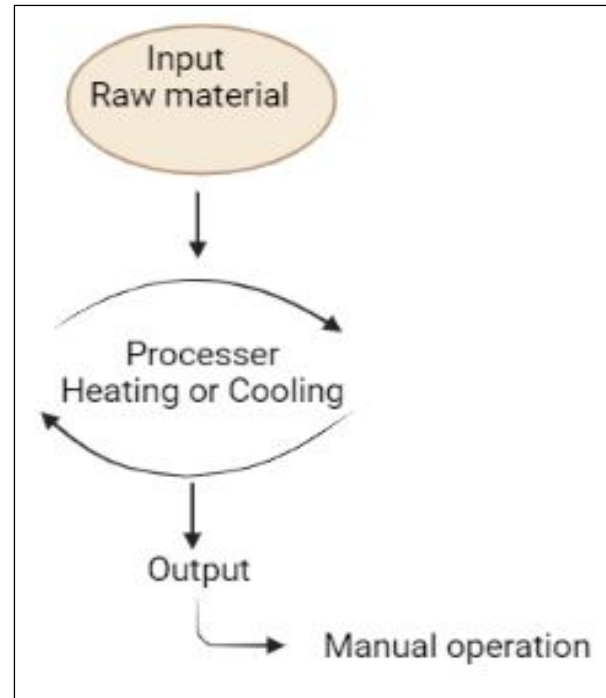 Input
Raw material
Processer
Heating or Cooling
Output
Manual operation